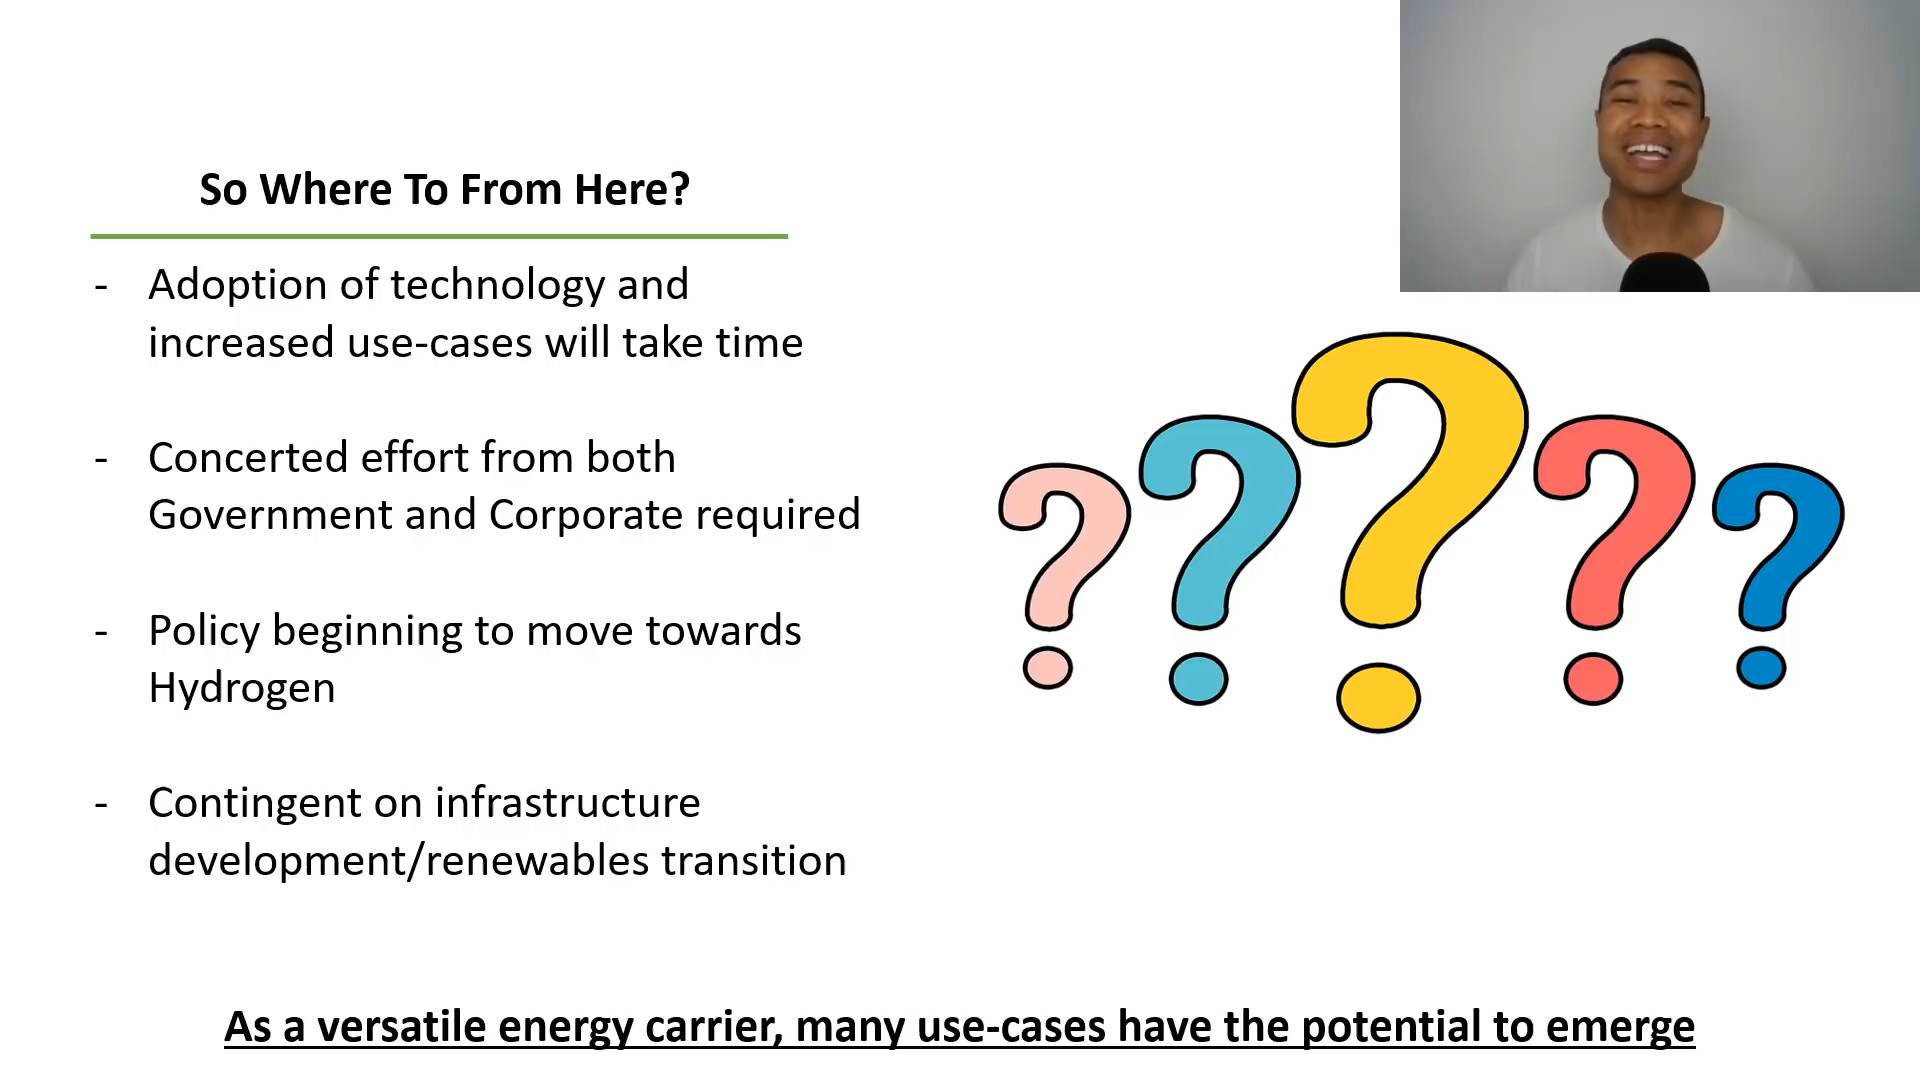 So Where To From Here?
- Adoption of technology and
increased use-cases will take time
- Concerted effort from both
Government and Corporate required
- Policy beginning to move towards
Hydrogen
- Contingent on infrastructure
development/renewables transition
As a versatile energy carrier, many use-cases have the potential to emerge